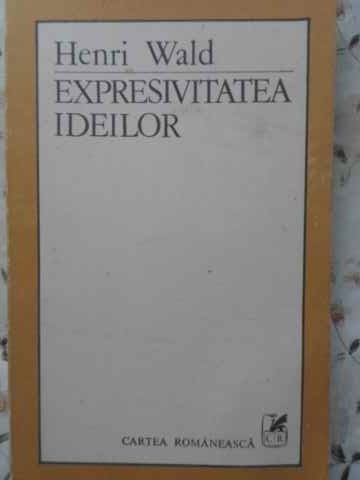 Henri Wald
EXPRESIVITATEA
IDEILOR
CARTEA ROMÂNEASCĂ
CR